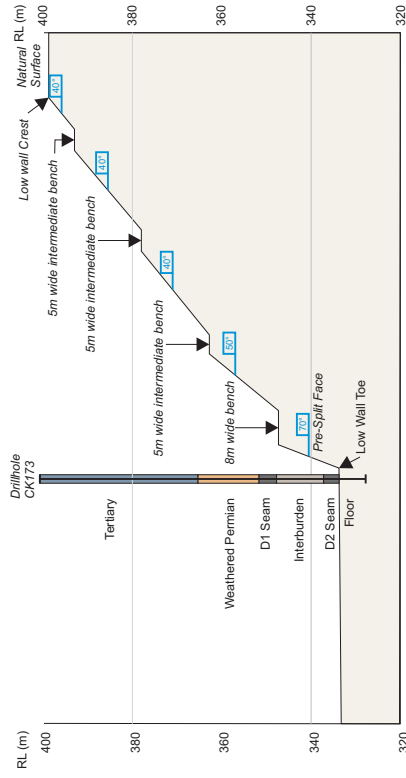 RL (m)
400
380
360
340
320
Drillhole
CK173
Tertiary
Weathered Permian
D1 Seam
Interburden
D2 Seam
Floor
Low wall Crest
Natural
Surface
5m wide intermediate bench
5m wide intermediate bench
5m wide intermediate bench
8m wide bench
Pre-Split Face
Low Wall Toe
40°
40°
40°
50°
70°
RL (m)
400
380
360
340
320